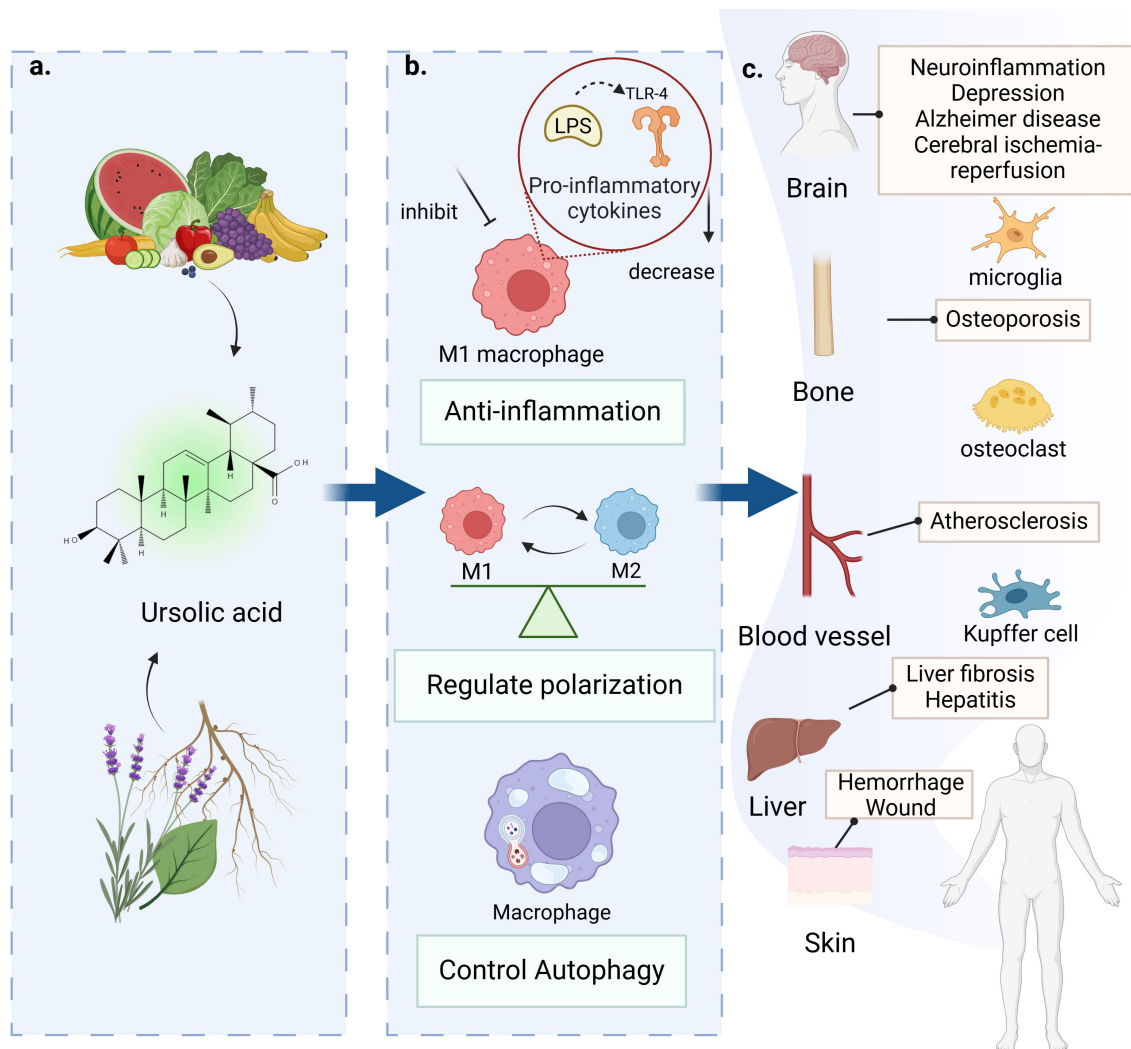 a.
Ursolic acid
H O
H
H
H
O H
O
b.
LPS
TLR-4
Pro-inflammatory
cytokines
inhibit
decrease
M1 macrophage
Anti-inflammation
M1
M2
Regulate polarization
Macrophage
Control Autophagy
c.
Neuroinflammation
Depression
Alzheimer disease
Cerebral ischemia-
reperfusion
Brain
microglia
Osteoporosis
Bone
osteoclast
Atherosclerosis
Blood vessel
Kupffer cell
Liver fibrosis
Hepatitis
Liver
Hemorrhage
Wound
Skin